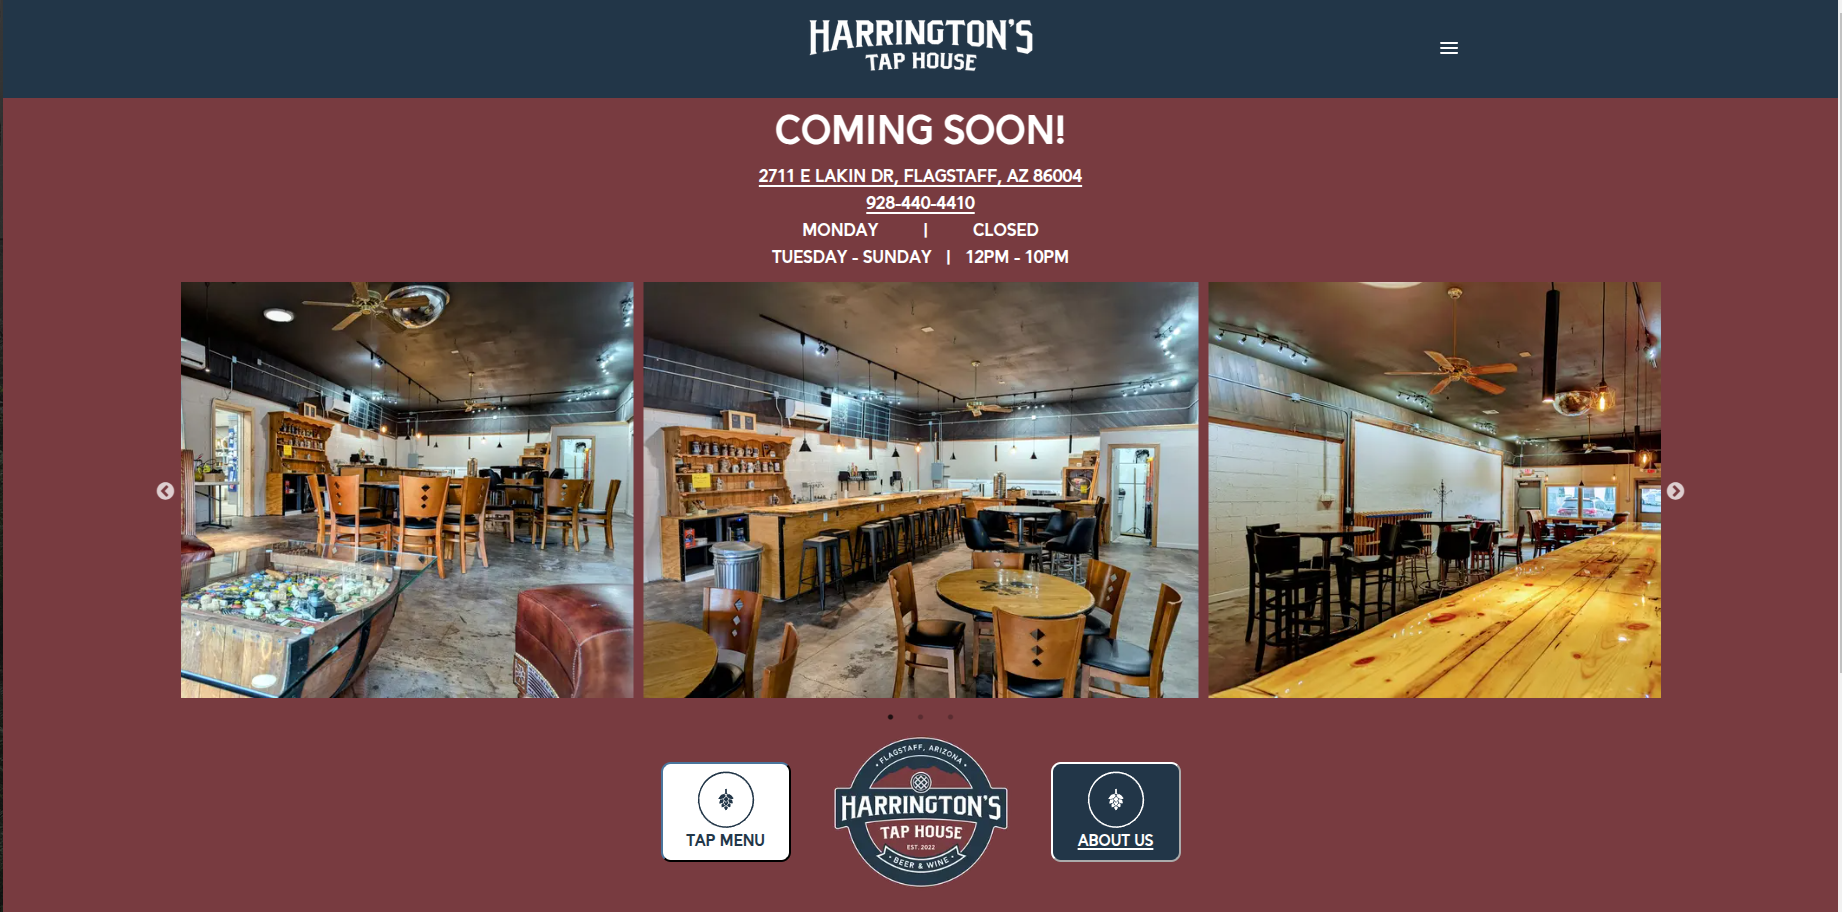 HARRINGTON'S
TAP HOUSE
COMING SOON!
2711 E LAKIN DR, FLAGSTAFF, AZ 86004
928-440-4410
MONDAY | CLOSED
TUESDAY - SUNDAY | 12PM - 10PM
TAP MENU
• FLAGSTAFF, ARIZONA •
HARRINGTON'S
TAP HOUSE
EST. 2022
• BEER & WINE •
ABOUT US